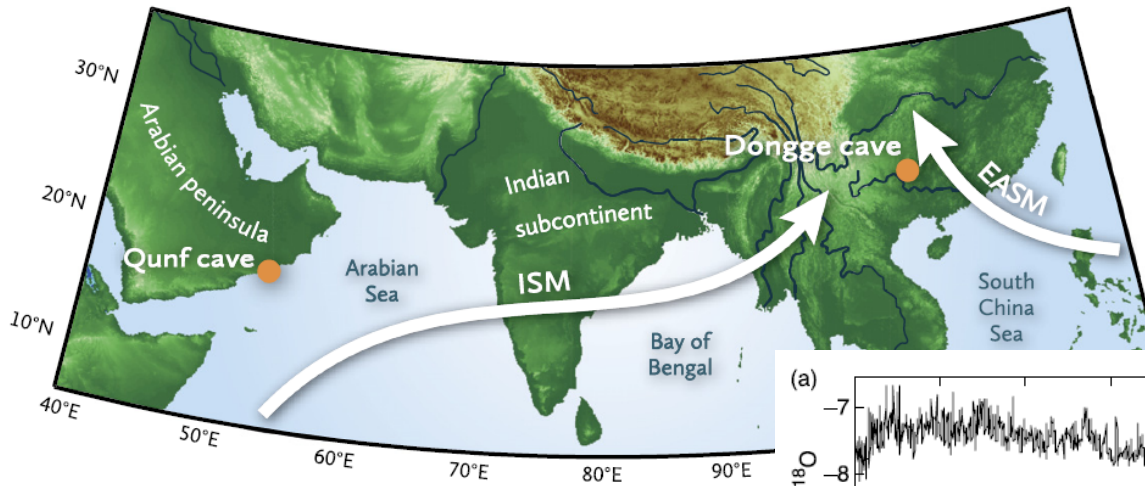 30°N
20°N
10°N
40°E
50°E
60°E
70°E
80°E
90°E
Arabian peninsula
Qunf cave
Arabian
Sea
Indian
subcontinent
ISM
Bay of
Bengal
Dongge cave
EASM
South
China
Sea
(a)
–7
–8
18O